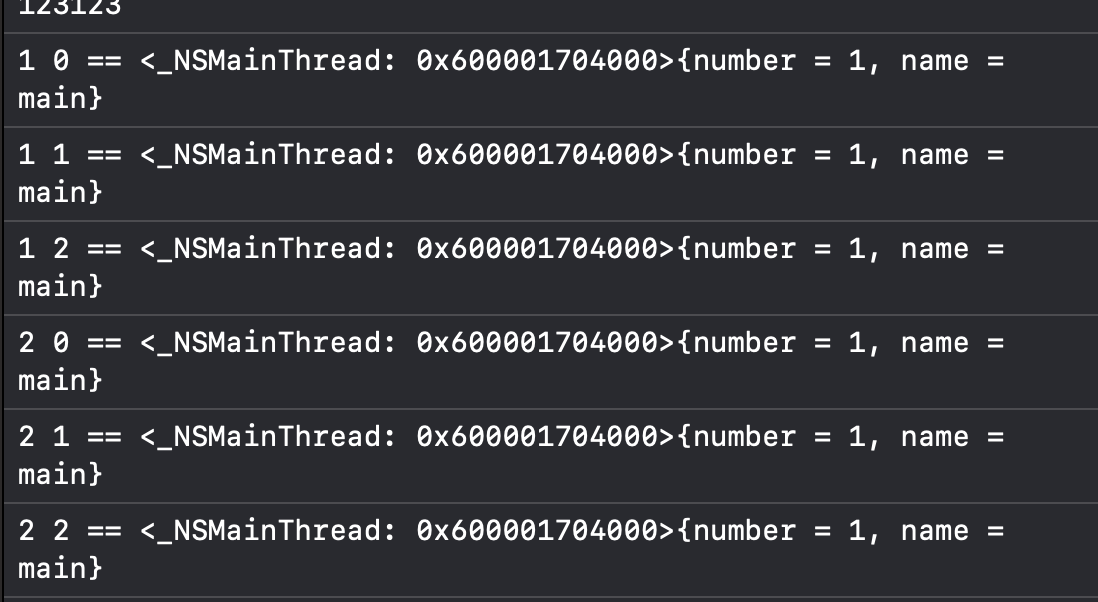 123123
1 0 == <_NSMainThread: 0x600001704000>{number = 1, name =
main}
1 1 == <_NSMainThread: 0x600001704000>{number = 1, name =
main}
1 2 == <_NSMainThread: 0x600001704000>{number = 1, name =
main}
2 0 == <_NSMainThread: 0x600001704000>{number = 1, name =
main}
2 1 == <_NSMainThread: 0x600001704000>{number = 1, name =
main}
2 2 == <_NSMainThread: 0x600001704000>{number = 1, name =
main}